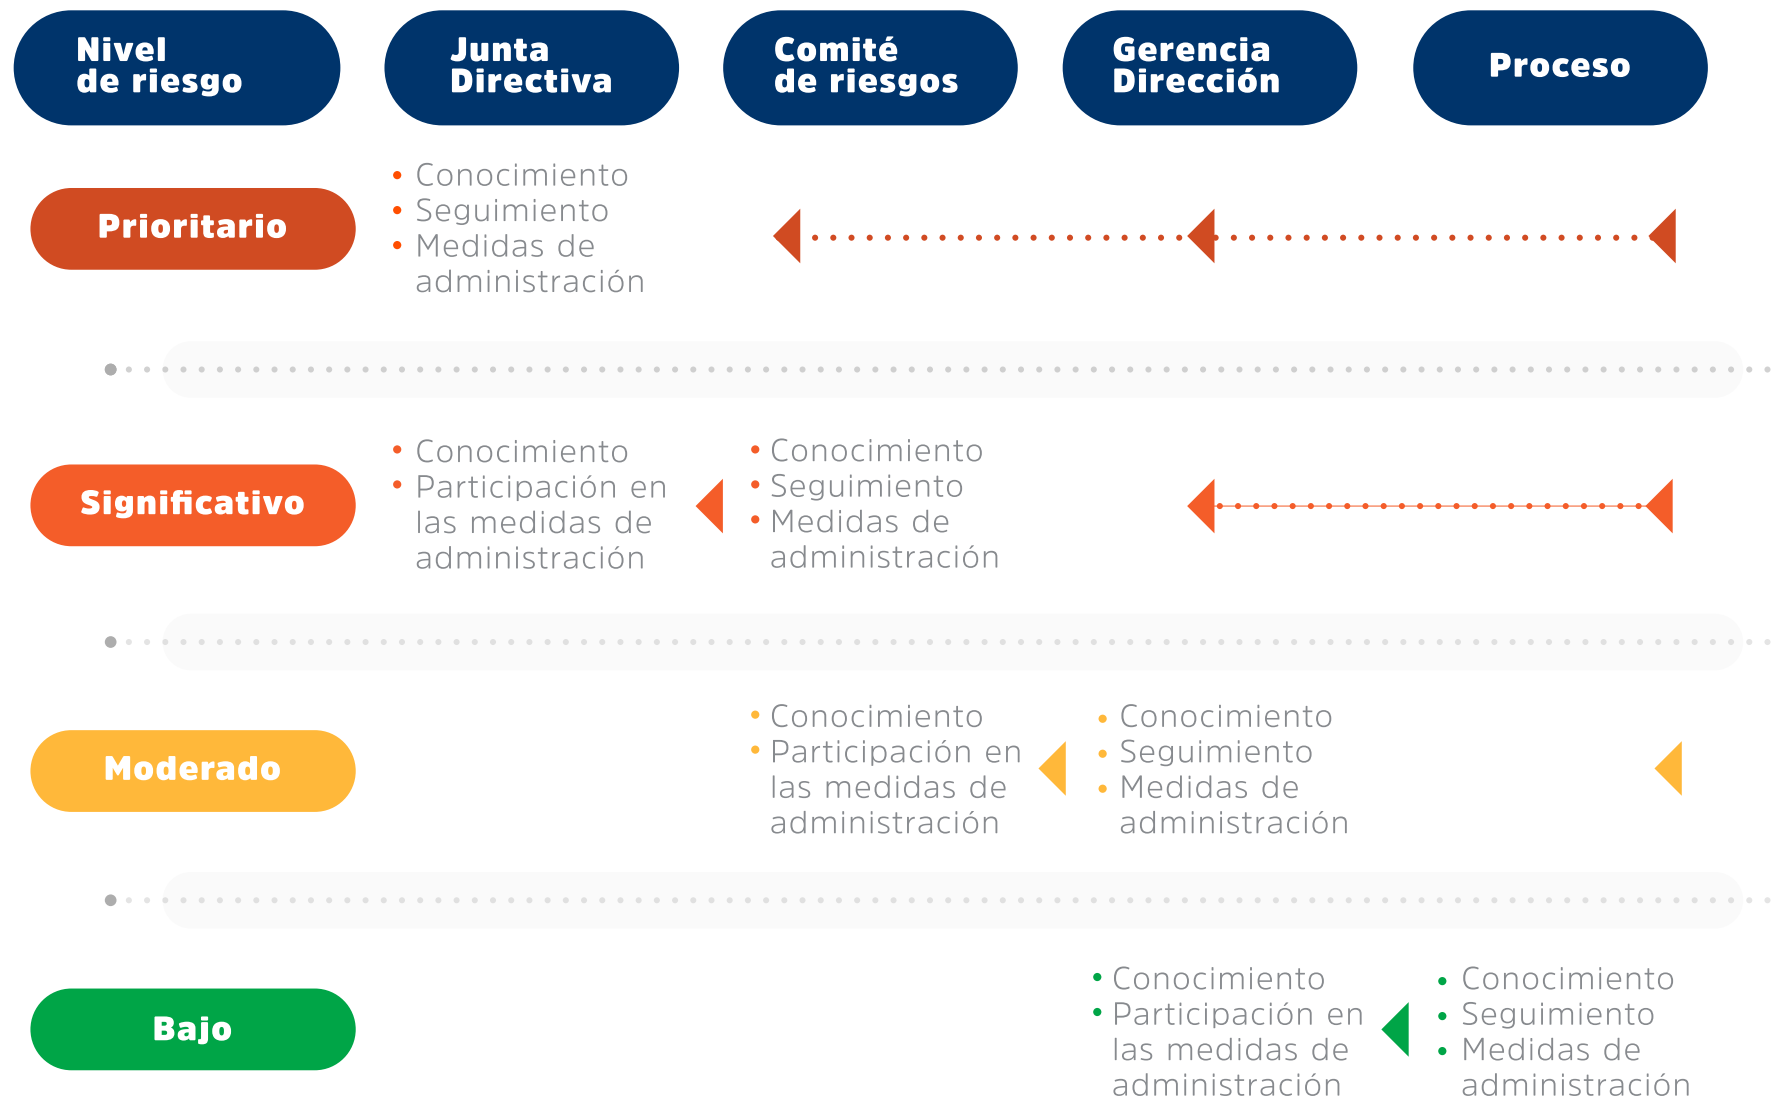 Nivel
de riesgo
Junta
Directiva
Comité
de riesgos
Gerencia
Dirección
Proceso
Prioritario
• Conocimiento
• Seguimiento
• Medidas de
administración
Significativo
• Conocimiento
• Participación en
las medidas de
administración
• Conocimiento
• Seguimiento
• Medidas de
administración
Moderado
• Conocimiento
• Participación en
las medidas de
administración
• Conocimiento
• Seguimiento
• Medidas de
administración
Bajo
• Conocimiento
• Participación en
las medidas de
administración
• Conocimiento
• Seguimiento
• Medidas de
administración